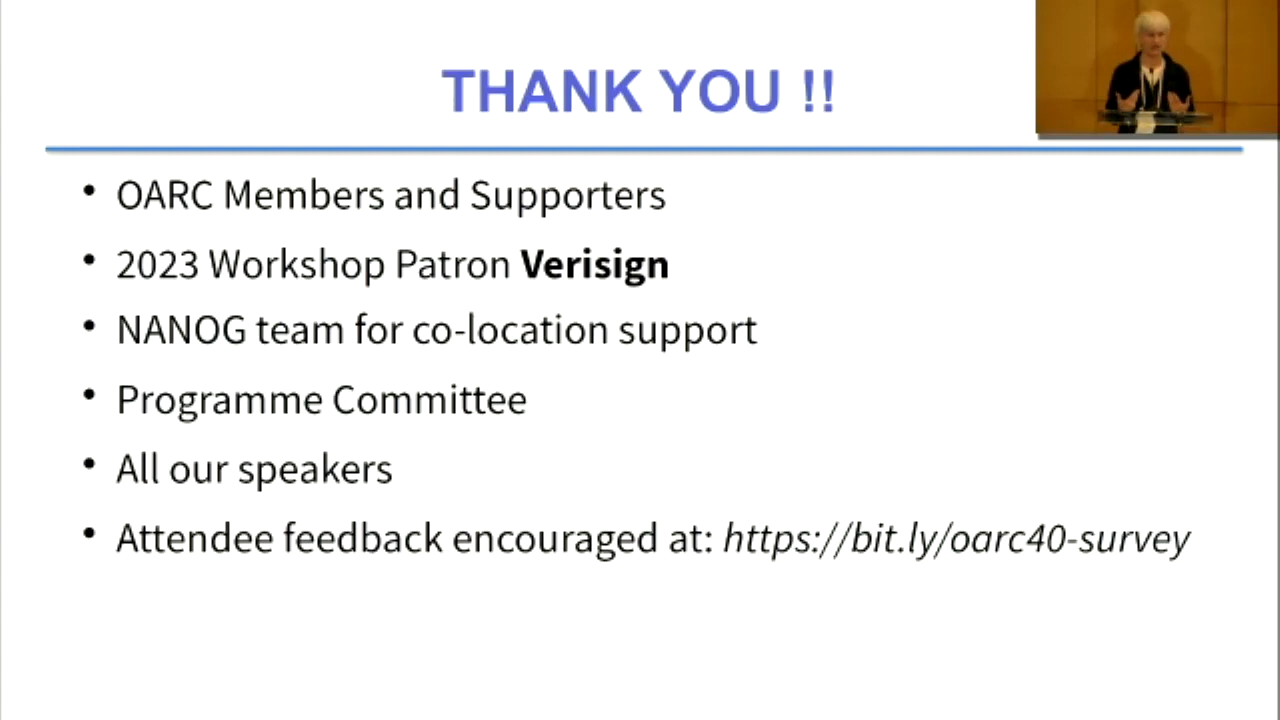 THANK YOU !!
• OARC Members and Supporters
• 2023 Workshop Patron Verisign
• NANOG team for co-location support
• Programme Committee
• All our speakers
• Attendee feedback encouraged at: https://bit.ly/oarc40-survey